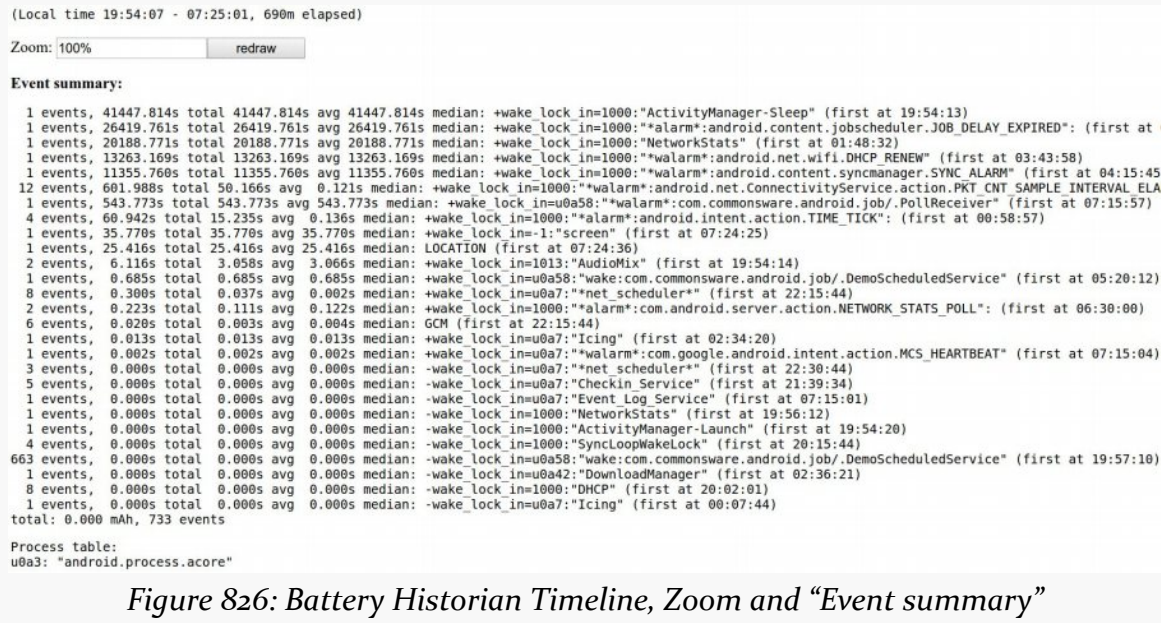 (Local time 19:54:07 - 07:25:01, 690m elapsed)
Zoom: 100% redraw
Event summary:
1 events, 41447.814s total 41447.814s avg 41447.814s median: +wake_lock_in=1000:"ActivityManager-Sleep" (first at 19:54:13)
1 events, 26419.761s total 26419.761s avg 26419.761s median: +wake_lock_in=1000:"*alarm*:android.content.jobscheduler.JOB_DELAY_EXPIRED": (first at
1 events, 20188.771s total 20188.771s avg 20188.771s median: +wake_lock_in=1000:"NetworkStats" (first at 01:48:32)
1 events, 13263.169s total 13263.169s avg 13263.169s median: +wake_lock_in=1000:"*walarm*:android.net.wifi.DHCP_RENEW" (first at 03:43:58)
1 events, 11355.760s total 11355.760s avg 11355.760s median: +wake_lock_in=1000:"*walarm*:android.content.syncmanager.SYNC_ALARM" (first at 04:15:45
12 events, 601.988s total 50.166s avg 0.121s median: +wake_lock_in=1000:"*walarm*:android.net.ConnectivityService.action.PKT_CNT_SAMPLE_INTERVAL_ELA
1 events, 543.773s total 543.773s avg 543.773s median: +wake_lock_in=u0a58:"*walarm*:com.commonsware.android.job/.PollReceiver" (first at 07:15:57)
4 events, 60.942s total 15.235s avg 0.136s median: +wake_lock_in=1000:"*alarm*:android.intent.action.TIME_TICK": (first at 00:58:57)
1 events, 35.770s total 35.770s avg 35.770s median: +wake_lock_in=-1:"screen" (first at 07:24:25)
1 events, 25.416s total 25.416s avg 25.416s median: LOCATION (first at 07:24:36)
2 events, 6.116s total 3.058s avg 3.066s median: +wake_lock_in=1013:"AudioMix" (first at 19:54:14)
1 events, 0.685s total 0.685s avg 0.685s median: +wake_lock_in=u0a58:"wake:com.commonsware.android.job/.DemoScheduledService" (first at 05:20:12)
8 events, 0.300s total 0.037s avg 0.002s median: +wake_lock_in=u0a7:"*net_scheduler*" (first at 22:15:44)
2 events, 0.223s total 0.111s avg 0.122s median: +wake_lock_in=1000:"*alarm*:com.android.server.action.NETWORK_STATS_POLL": (first at 06:30:00)
6 events, 0.020s total 0.003s avg 0.004s median: GCM (first at 22:15:44)
1 events, 0.013s total 0.013s avg 0.013s median: +wake_lock_in=u0a7:"Icing" (first at 02:34:20)
1 events, 0.002s total 0.002s avg 0.002s median: +wake_lock_in=u0a7:"*walarm*:com.google.android.intent.action.MCS_HEARTBEAT" (first at 07:15:04)
3 events, 0.000s total 0.000s avg 0.000s median: -wake_lock_in=u0a7:"*net_scheduler*" (first at 22:30:44)
5 events, 0.000s total 0.000s avg 0.000s median: -wake_lock_in=u0a7:"Checkin_Service" (first at 21:39:34)
1 events, 0.000s total 0.000s avg 0.000s median: -wake_lock_in=u0a7:"Event_Log_Service" (first at 07:15:01)
1 events, 0.000s total 0.000s avg 0.000s median: -wake_lock_in=1000:"NetworkStats" (first at 19:56:12)
1 events, 0.000s total 0.000s avg 0.000s median: -wake_lock_in=1000:"ActivityManager-Launch" (first at 19:54:20)
4 events, 0.000s total 0.000s avg 0.000s median: -wake_lock_in=1000:"SyncLoopWakeLock" (first at 20:15:44)
663 events, 0.000s total 0.000s avg 0.000s median: -wake_lock_in=u0a58:"wake:com.commonsware.android.job/.DemoScheduledService" (first at 19:57:10)
1 events, 0.000s total 0.000s avg 0.000s median: -wake_lock_in=u0a42:"DownloadManager" (first at 02:36:21)
8 events, 0.000s total 0.000s avg 0.000s median: -wake_lock_in=1000:"DHCP" (first at 20:02:01)
1 events, 0.000s total 0.000s avg 0.000s median: -wake_lock_in=u0a7:"Icing" (first at 00:07:44)
total: 0.000 mAh, 733 events
Process table:
u0a3: "android.process.acore"
Figure 826: Battery Historian Timeline, Zoom and “Event summary”